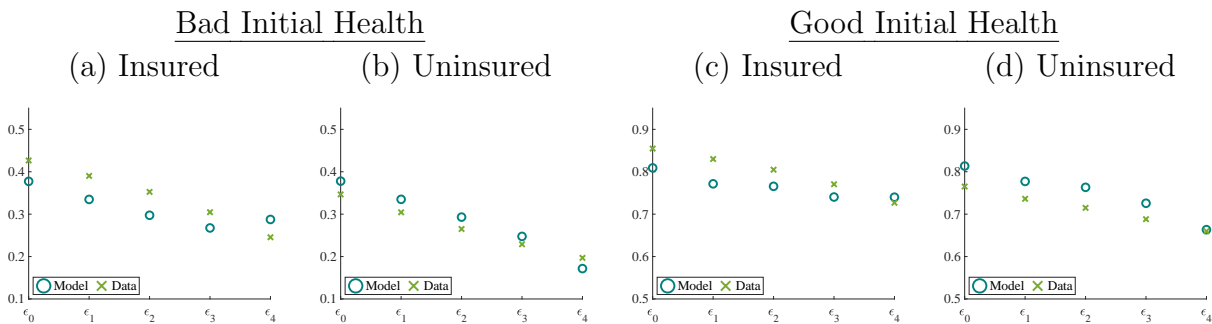 Bad Initial Health
Good Initial Health
(a) Insured
(b) Uninsured
(c) Insured
(d) Uninsured
0.5
0.4
0.3
0.2
0.1
Model
Data
ϵ0 ϵ1 ϵ2 ϵ3 ϵ4
0.5
0.4
0.3
0.2
0.1
Model
Data
ϵ0 ϵ1 ϵ2 ϵ3 ϵ4
0.9
0.8
0.7
0.6
0.5
Model
Data
ϵ0 ϵ1 ϵ2 ϵ3 ϵ4
0.9
0.8
0.7
0.6
0.5
Model
Data
ϵ0 ϵ1 ϵ2 ϵ3 ϵ4